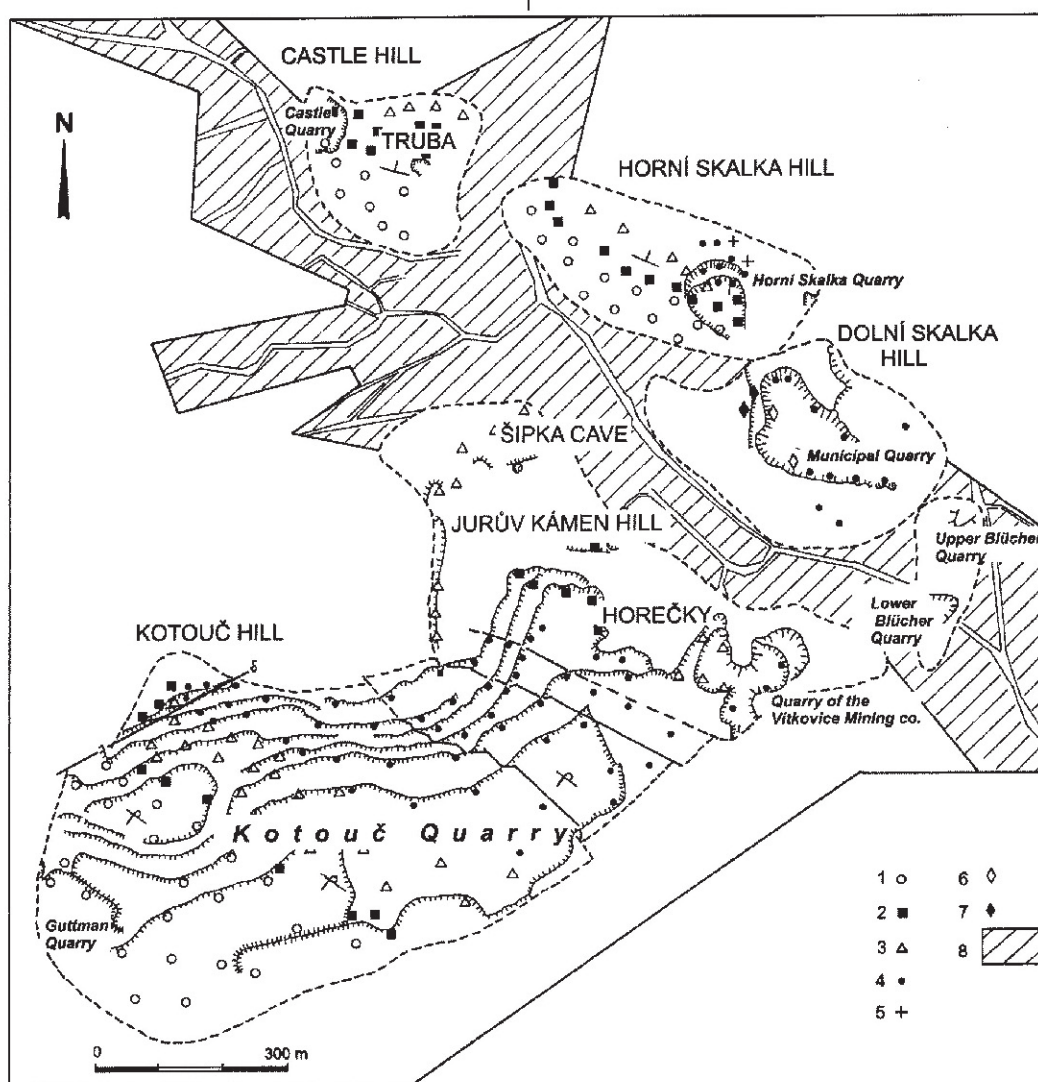 CASTLE HILL
Castle
Quarry
TRUBA
N
HORNÍ SKALKA HILL
Horní Skalka Quarry
DOLNÍ SKALKA
HILL
Municipal Quarry
ŠIPKA CAVE
JURŮV KÁMEN HILL
Upper Blücher
Quarry
Lower
Blücher
Quarry
HOREČKY
KOTOUČ HILL
Quarry of the
Vítkovice Mining co.
Kotouč Quarry
Guttman
Quarry
1
2
3
4
5
6
7
8
0 300 m